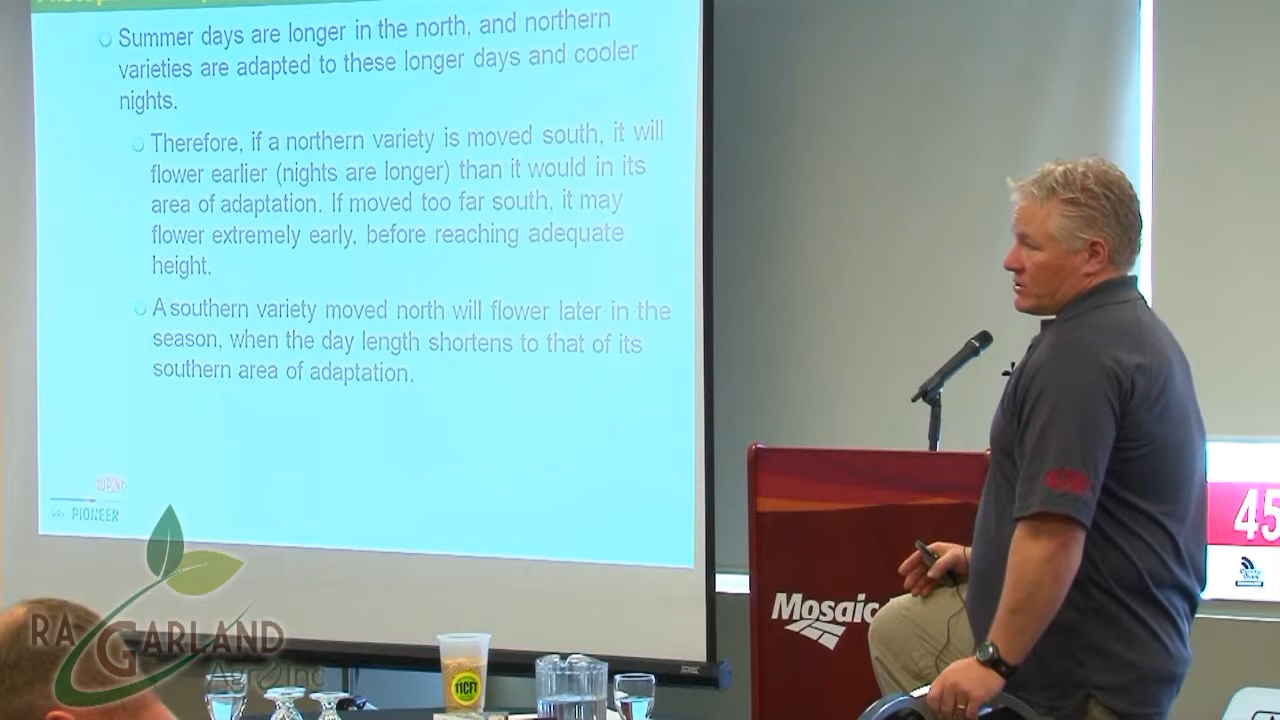 Summer days are longer in the north, and northern
varieties are adapted to these longer days and cooler
nights.
Therefore, if a northern variety is moved south, it will
flower earlier (nights are longer) than it would in its
area of adaptation. If moved too far south, it may
flower extremely early, before reaching adequate
height.
A southern variety moved north will flower later in the
season, when the day length shortens to that of its
southern area of adaptation.
PIONEER
RA GARLAND
Agro Inc
11CFT
Mosaic
45